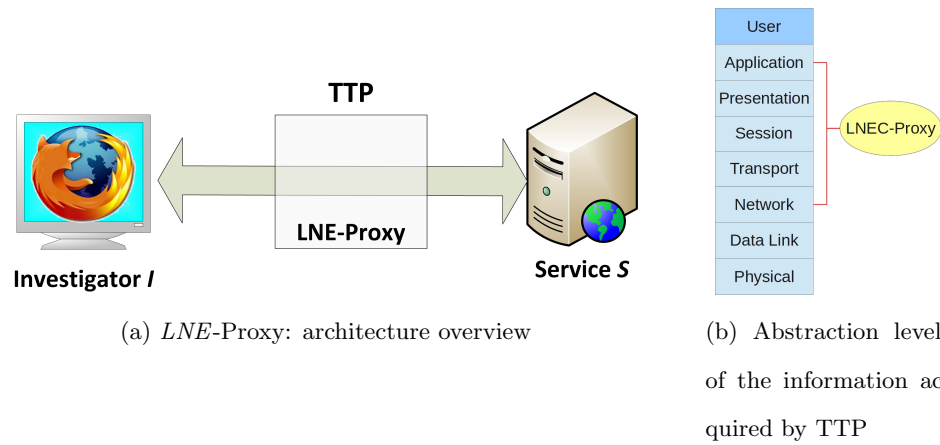 TTP
LNE-Proxy
Investigator I
Service S
(a) LNE-Proxy: architecture overview
User
Application
Presentation
Session
Transport
Network
Data Link
Physical
LNEC-Proxy
(b) Abstraction level
of the information ac
quired by TTP